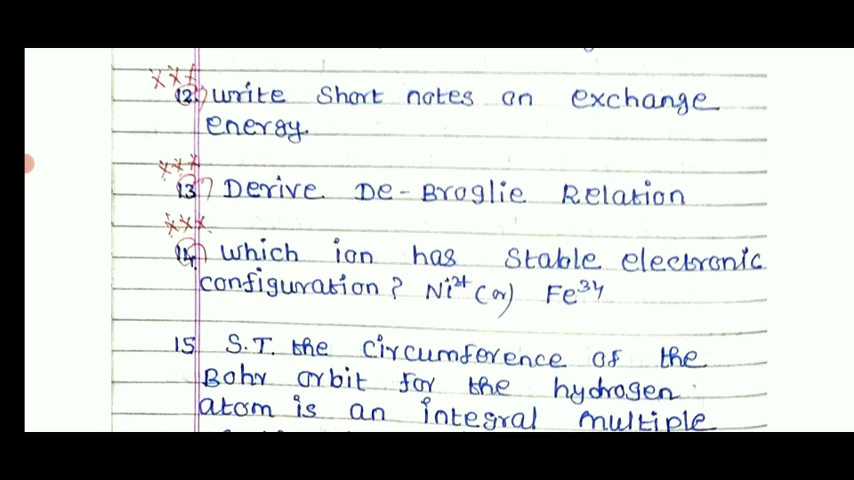 12. Write Short notes on exchange
energy.
13 Derive De-Broglie Relation
14. Which ion has Stable electronic
configuration? Ni²⁺ (or) Fe³⁺
15 S.T. the circumference of the
Bohr orbit for the hydrogen
atom is an integral multiple